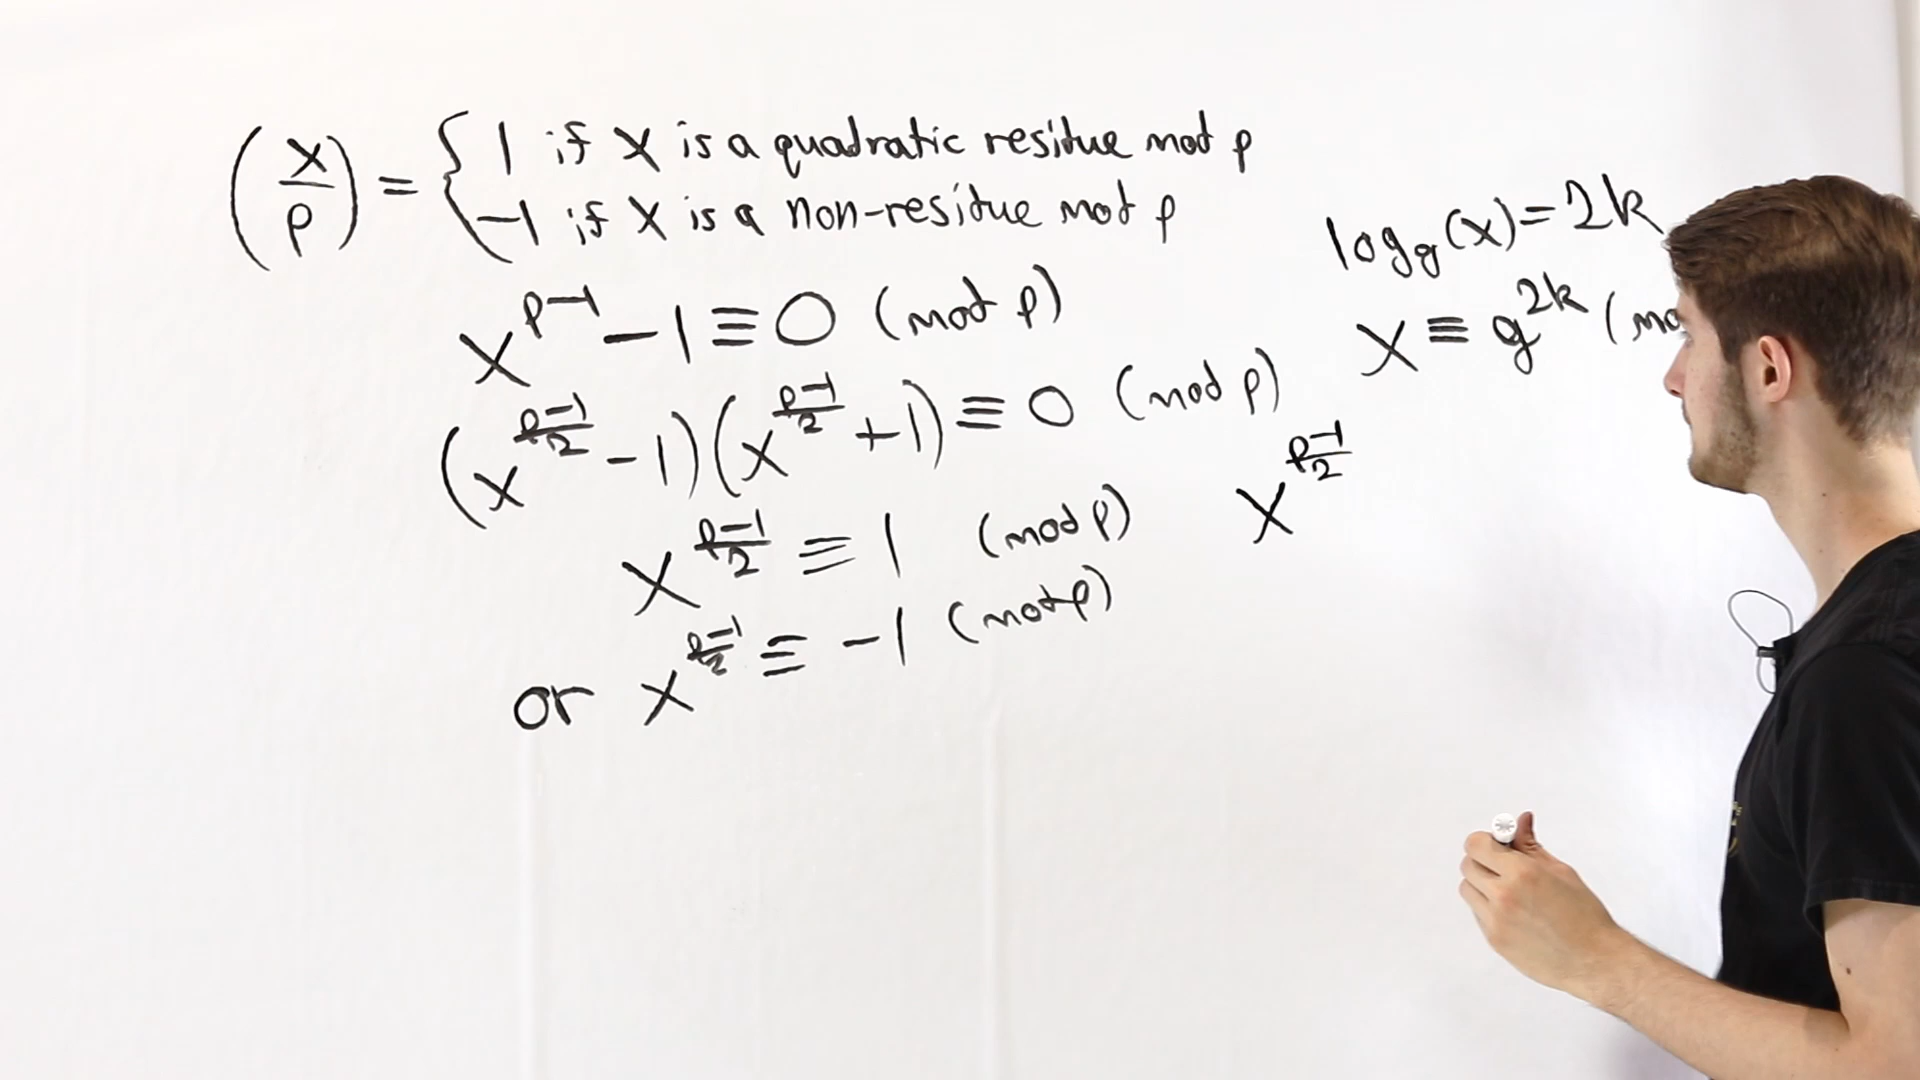 (x/p) = { 1 if x is a quadratic residue mod p
-1 if x is a non-residue mod p
x^{p-1} - 1 ≡ 0 (mod p)
(x^{(p-1)/2} - 1)(x^{(p-1)/2} + 1) ≡ 0 (mod p)
x^{(p-1)/2} ≡ 1 (mod p)
or x^{(p-1)/2} ≡ -1 (mod p)
log_g(x) = 2k
x ≡ g^{2k} (mo
x^{(p-1)/2}